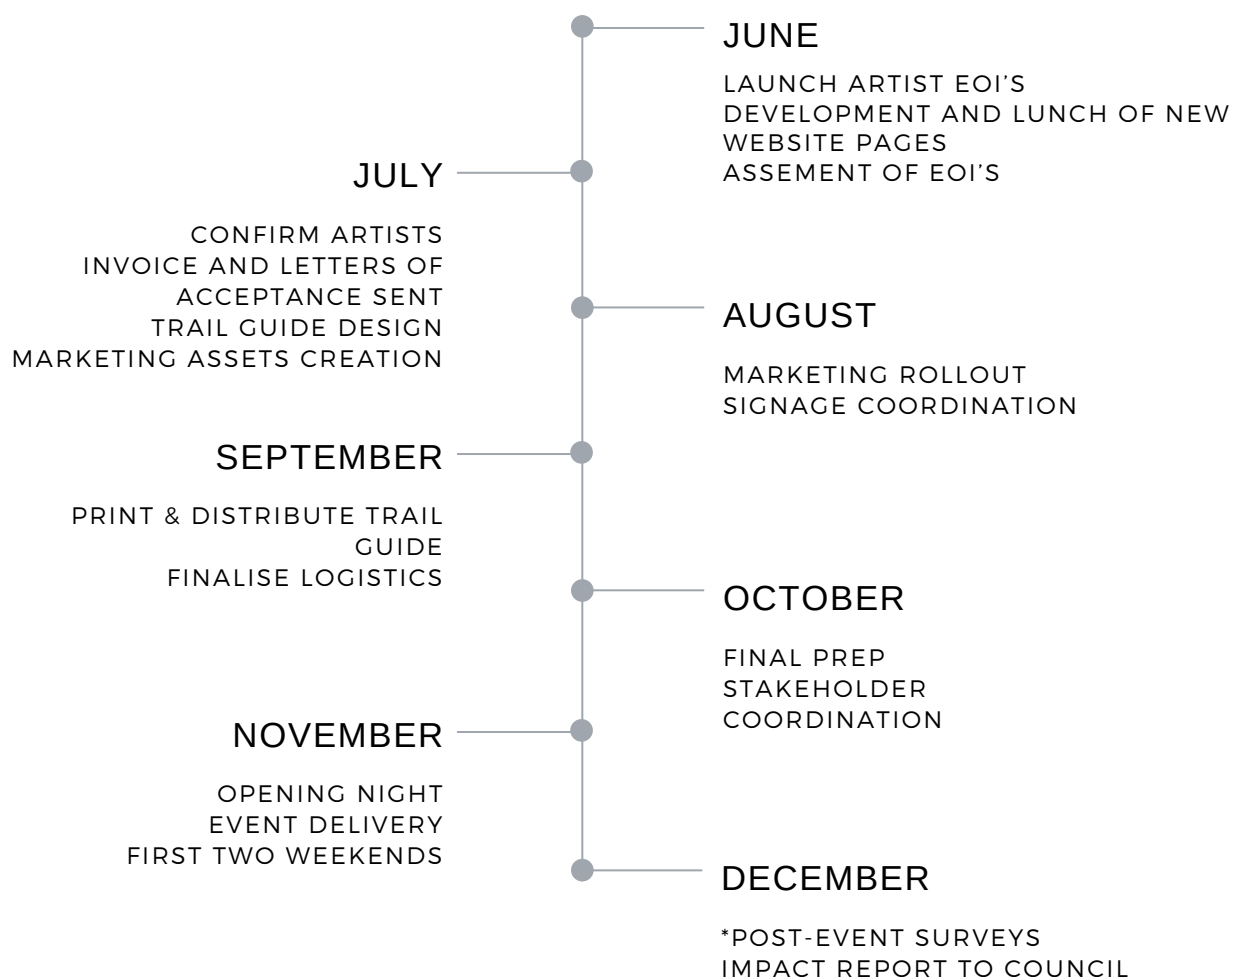 JUNE
LAUNCH ARTIST EOI’S
DEVELOPMENT AND LUNCH OF NEW
WEBSITE PAGES
ASSEMENT OF EOI’S
JULY
CONFIRM ARTISTS
INVOICE AND LETTERS OF
ACCEPTANCE SENT
TRAIL GUIDE DESIGN
MARKETING ASSETS CREATION
AUGUST
MARKETING ROLLOUT
SIGNAGE COORDINATION
SEPTEMBER
PRINT & DISTRIBUTE TRAIL
GUIDE
FINALISE LOGISTICS
OCTOBER
FINAL PREP
STAKEHOLDER
COORDINATION
NOVEMBER
OPENING NIGHT
EVENT DELIVERY
FIRST TWO WEEKENDS
DECEMBER
*POST-EVENT SURVEYS
IMPACT REPORT TO COUNCIL